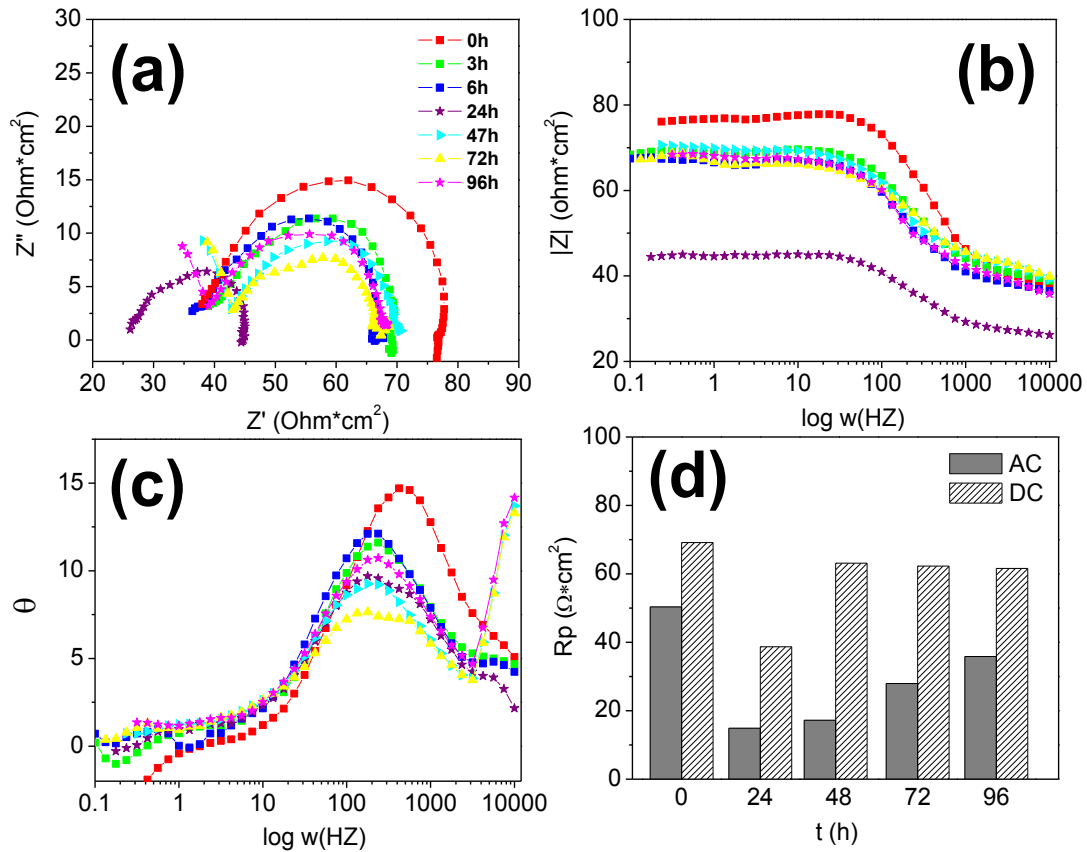 (a)
30
25
20
15
10
5
0
Z'' (Ohm*cm²)
20 30 40 50 60 70 80 90
Z' (Ohm*cm²)
0h
3h
6h
24h
47h
72h
96h
(b)
100
80
60
40
20
|Z| (ohm*cm²)
0.1 1 10 100 1000 10000
log w(HZ)
(c)
15
10
5
0
θ
0.1 1 10 100 1000 10000
log w(HZ)
(d)
AC
DC
100
80
60
40
20
0
Rp (Ω*cm²)
0 24 48 72 96
t (h)